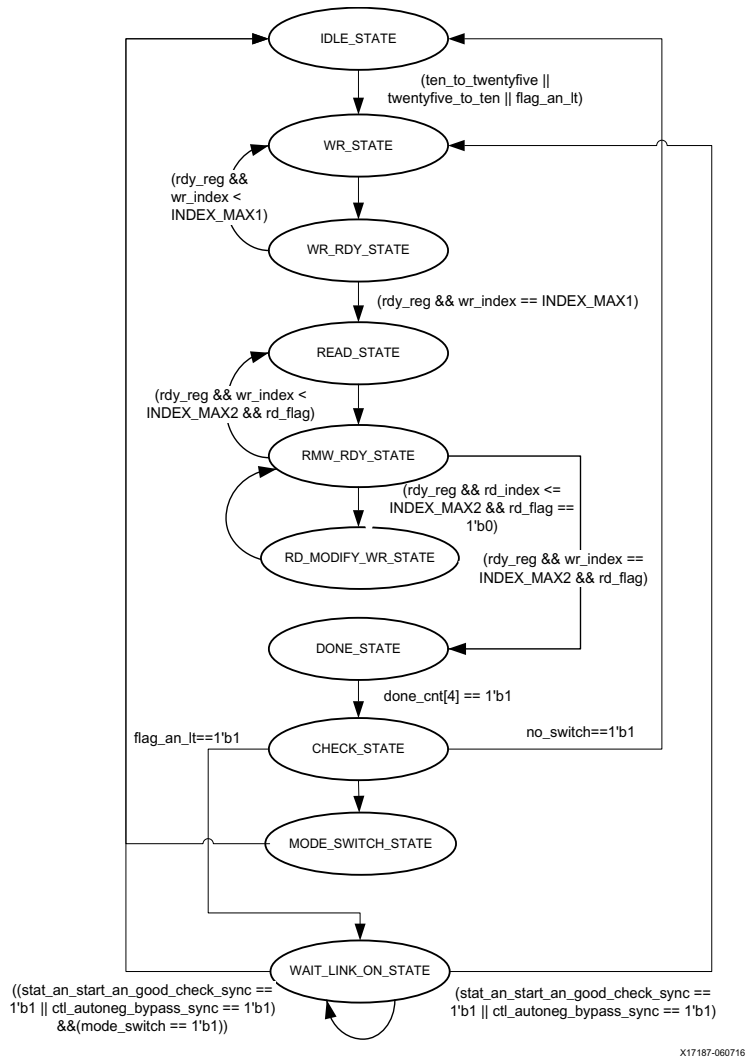 IDLE_STATE
(ten_to_twentyfive ||
twentyfive_to_ten || flag_an_lt)
WR_STATE
(rdy_reg &&
wr_index <
INDEX_MAX1)
WR_RDY_STATE
(rdy_reg && wr_index == INDEX_MAX1)
READ_STATE
(rdy_reg && wr_index <
INDEX_MAX2 && rd_flag)
RMW_RDY_STATE
(rdy_reg && rd_index <=
INDEX_MAX2 && rd_flag ==
1'b0)
RD_MODIFY_WR_STATE
(rdy_reg && wr_index ==
INDEX_MAX2 && rd_flag)
DONE_STATE
done_cnt[4] == 1'b1
flag_an_lt==1'b1
CHECK_STATE
no_switch==1'b1
MODE_SWITCH_STATE
WAIT_LINK_ON_STATE
((stat_an_start_an_good_check_sync ==
1'b1 || ctl_autoneg_bypass_sync == 1'b1)
&&(mode_switch == 1'b1))
(stat_an_start_an_good_check_sync ==
1'b1 || ctl_autoneg_bypass_sync == 1'b1)
X17187-060716